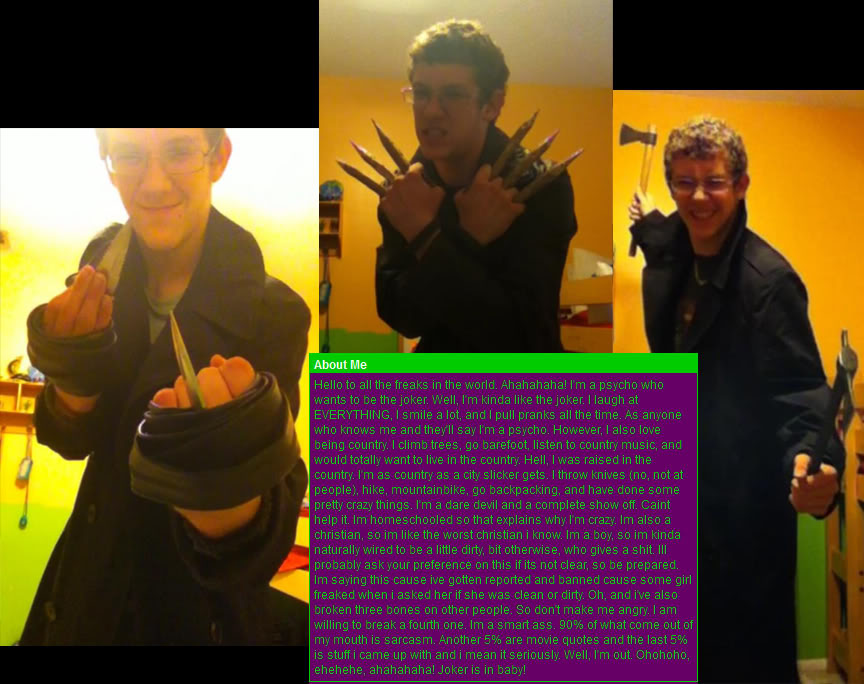 About Me
Hello to all the freaks in the world. Ahahahaha! I'm a psycho who
wants to be the joker. Well, I'm kinda like the joker. I laugh at
EVERYTHING, I smile a lot, and I pull pranks all the time. As anyone
who knows me and they'll say I'm a psycho. However, I also love
being country. I climb trees, go barefoot, listen to country music, and
would totally want to live in the country. Hell, I was raised in the
country. I'm as country as a city slicker gets. I throw knives (no, not at
people), hike, mountainbike, go backpacking, and have done some
pretty crazy things. I'm a dare devil and a complete show off. Caint
help it. Im homeschooled so that explains why I'm crazy. Im also a
christian, so im like the worst christian i know. Im a boy, so im kinda
naturally wired to be a little dirty, bit otherwise, who gives a shit. Ill
probably ask your preference on this if its not clear, so be prepared.
Im saying this cause ive gotten reported and banned cause some girl
freaked when i asked her if she was clean or dirty. Oh, and i've also
broken three bones on other people. So don't make me angry. I am
willing to break a fourth one. Im a smart ass. 90% of what come out of
my mouth is sarcasm. Another 5% are movie quotes and the last 5%
is stuff i came up with and i mean it seriously. Well, I'm out. Ohohoho,
ehehehe, ahahahaha! Joker is in baby!